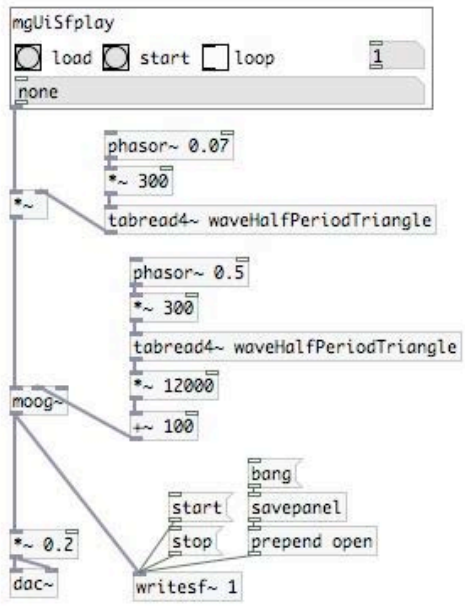 mgUiSfplay
load start loop 1
none
phasor~ 0.07
*~ 300
*~
tabread4~ waveHalfPeriodTriangle
phasor~ 0.5
*~ 300
tabread4~ waveHalfPeriodTriangle
*~ 12000
moog~
+~ 100
bang
start savepanel
*~ 0.2 stop prepend open
dac~ writesf~ 1